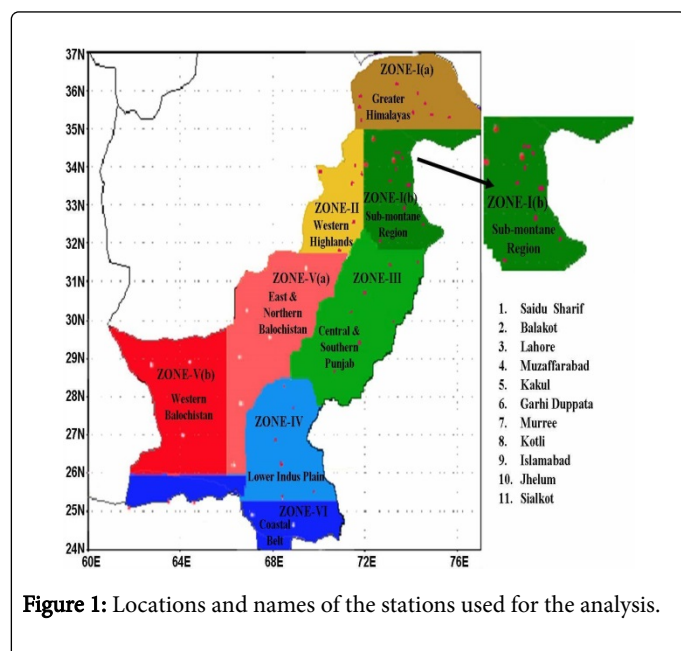 37N
36N
35N
34N
33N
32N
31N
30N
29N
28N
27N
26N
25N
24N
60E
64E
68E
72E
76E
ZONE-I(a)
Greater
Himalayas
ZONE-I(b)
Sub-montane
Region
ZONE-II
Western
Highlands
ZONE-III
Central &
Southern
Punjab
ZONE-V(a)
East &
Northern
Balochistan
ZONE-V(b)
Western
Balochistan
ZONE-IV
Lower Indus Plain
ZONE-VI
Coastal
Belt
ZONE-I(b)
Sub-montane
Region
1. Saidu Sharif
2. Balakot
3. Lahore
4. Muzaffarabad
5. Kakul
6. Garhi Duppata
7. Murree
8. Kotli
9. Islamabad
10. Jhelum
11. Sialkot
Figure 1: Locations and names of the stations used for the analysis.